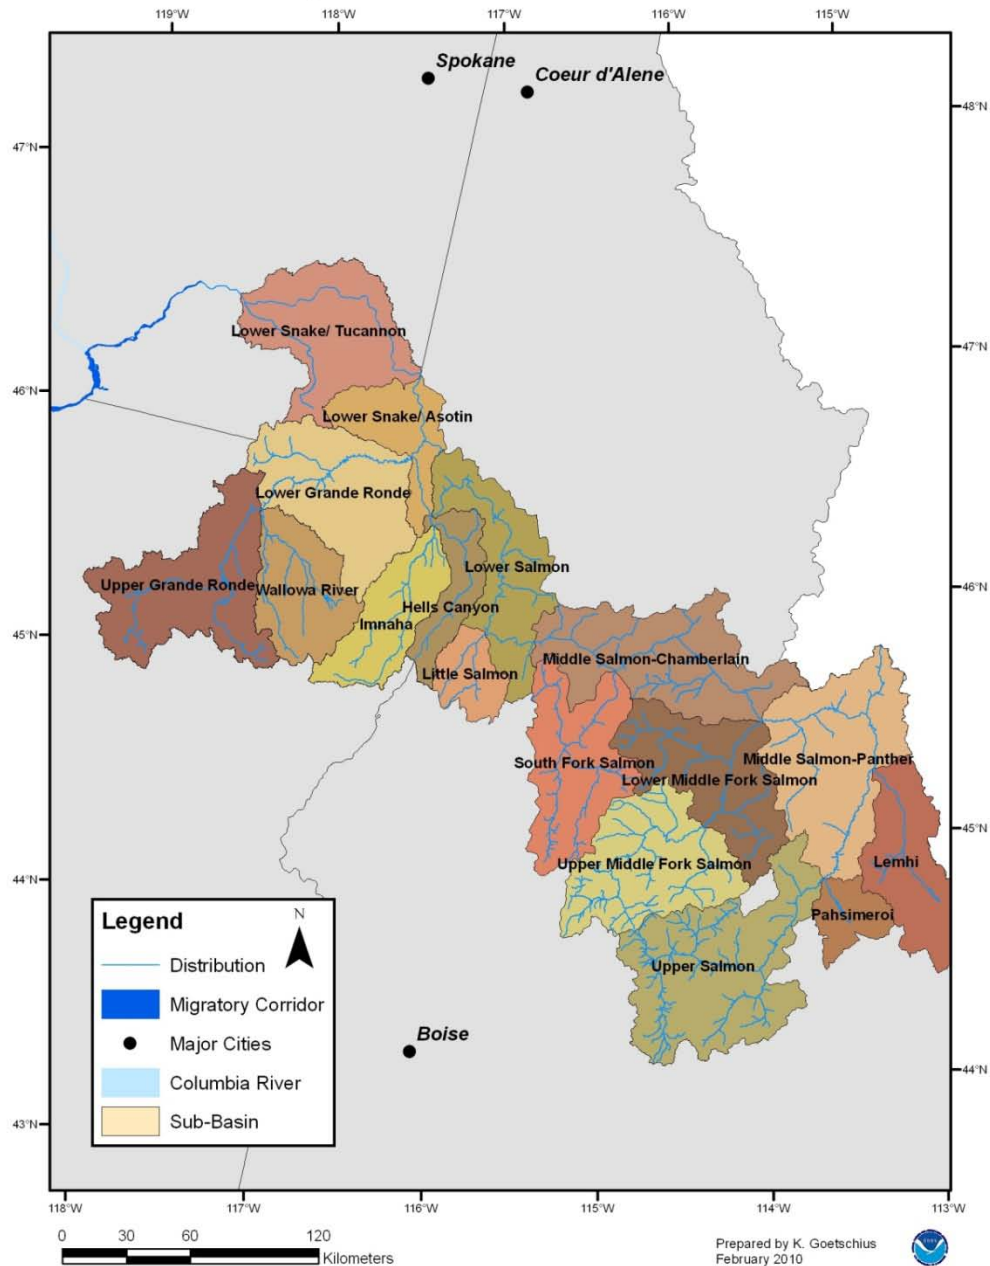 119°W
118°W
117°W
116°W
115°W
Spokane
Coeur d'Alene
48°N
47°N
Lower Snake/ Tucannon
47°N
46°N
Lower Snake/ Asotin
Lower Grande Ronde
Lower Salmon
Upper Grande Ronde
Wallowa River
46°N
Hells Canyon
Imnaha
45°N
Middle Salmon-Chamberlain
Little Salmon
South Fork Salmon
Middle Salmon-Panther
Lower Middle Fork Salmon
45°N
Upper Middle Fork Salmon
Lemhi
44°N
Pahsimeroi
Upper Salmon
Legend
N
Distribution
Migratory Corridor
Major Cities
Columbia River
Sub-Basin
Boise
44°N
43°N
118°W
117°W
116°W
115°W
114°W
113°W
0
30
60
120
Kilometers
Prepared by K. Goetschius
February 2010